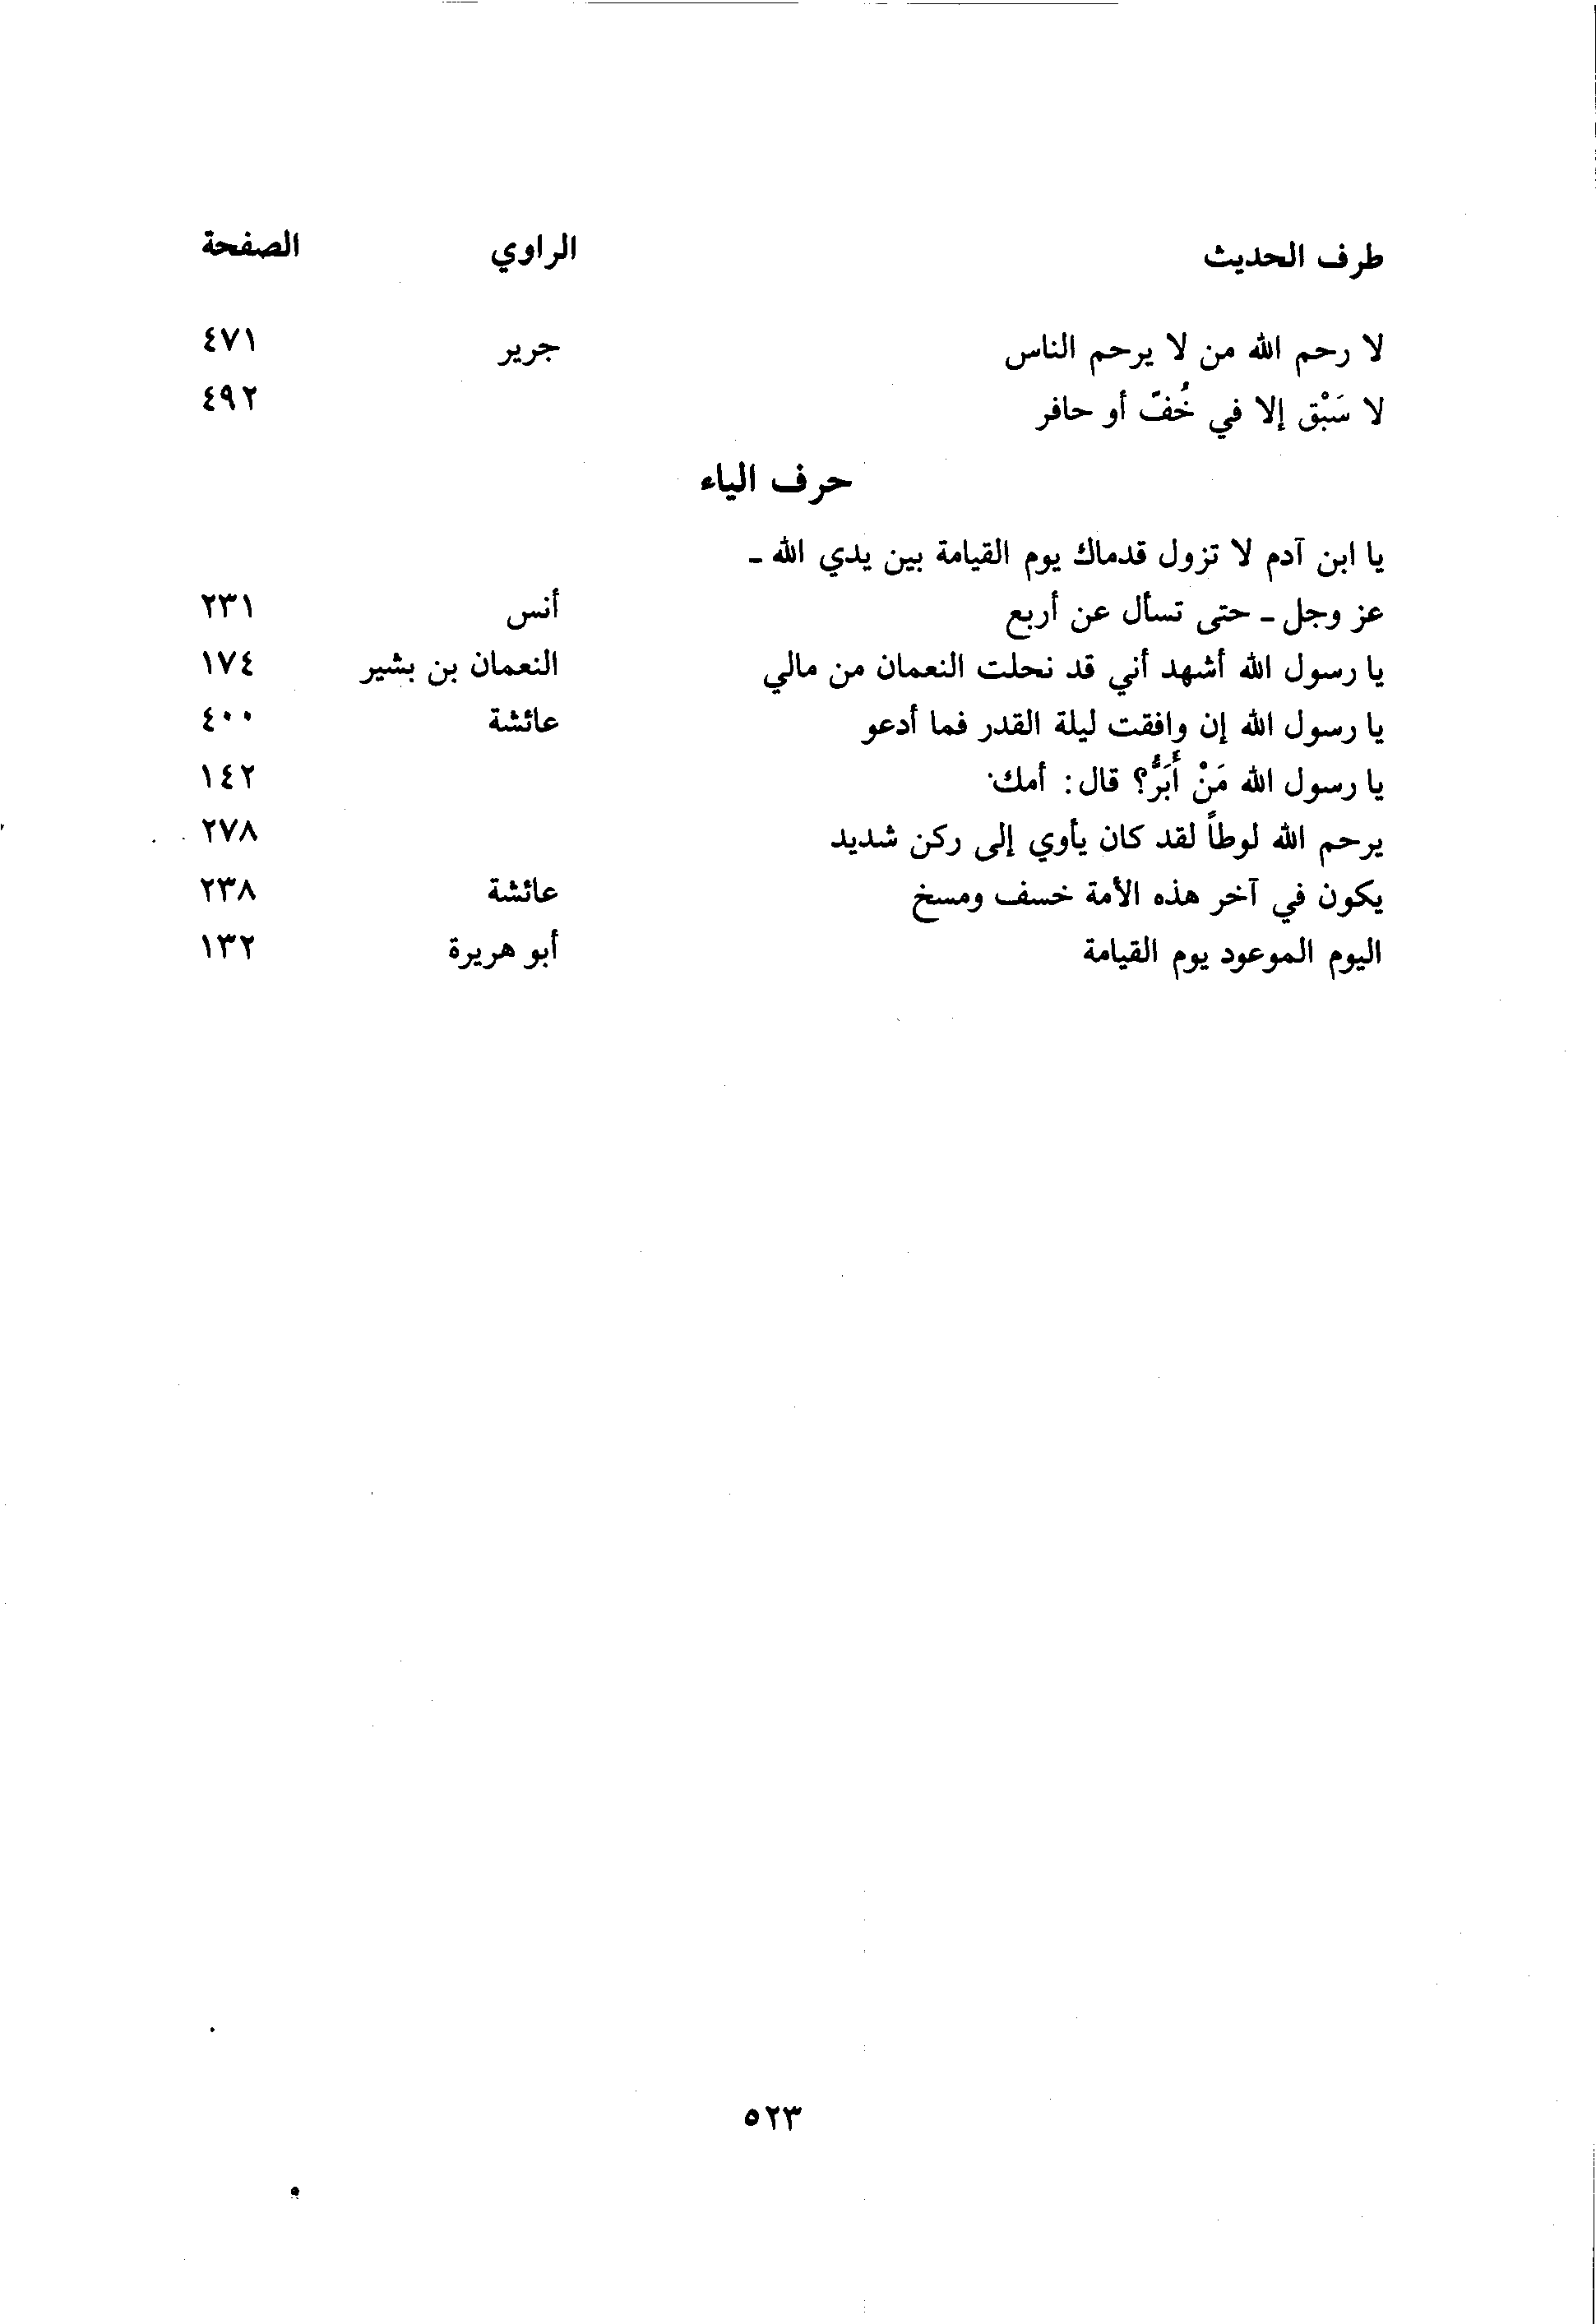 طرف الحديث الراوي الصفحة
لا رحم الله من لا يرحم الناس جرير ٤٧١
لا سَبْق إلا في خُفّ أو حافر ٤٩٢
حرف الياء
يا ابن آدم لا تزول قدماك يوم القيامة بين يدي الله -
عز وجل - حتى تسأل عن أربع أنس ٢٣١
يا رسول الله أشهد أني قد نحلت النعمان من مالي النعمان بن بشير ١٧٤
يا رسول الله إن وافقت ليلة القدر فما أدعو عائشة ٤٠٠
يا رسول الله مَنْ أَبَرُّ؟ قال: أمك ١٤٢
يرحم الله لوطاً لقد كان يأوي إلى ركن شديد ٢٧٨
يكون في آخر هذه الأمة خسف ومسخ عائشة ٢٣٨
اليوم الموعود يوم القيامة أبو هريرة ١٣٢
٥٢٣